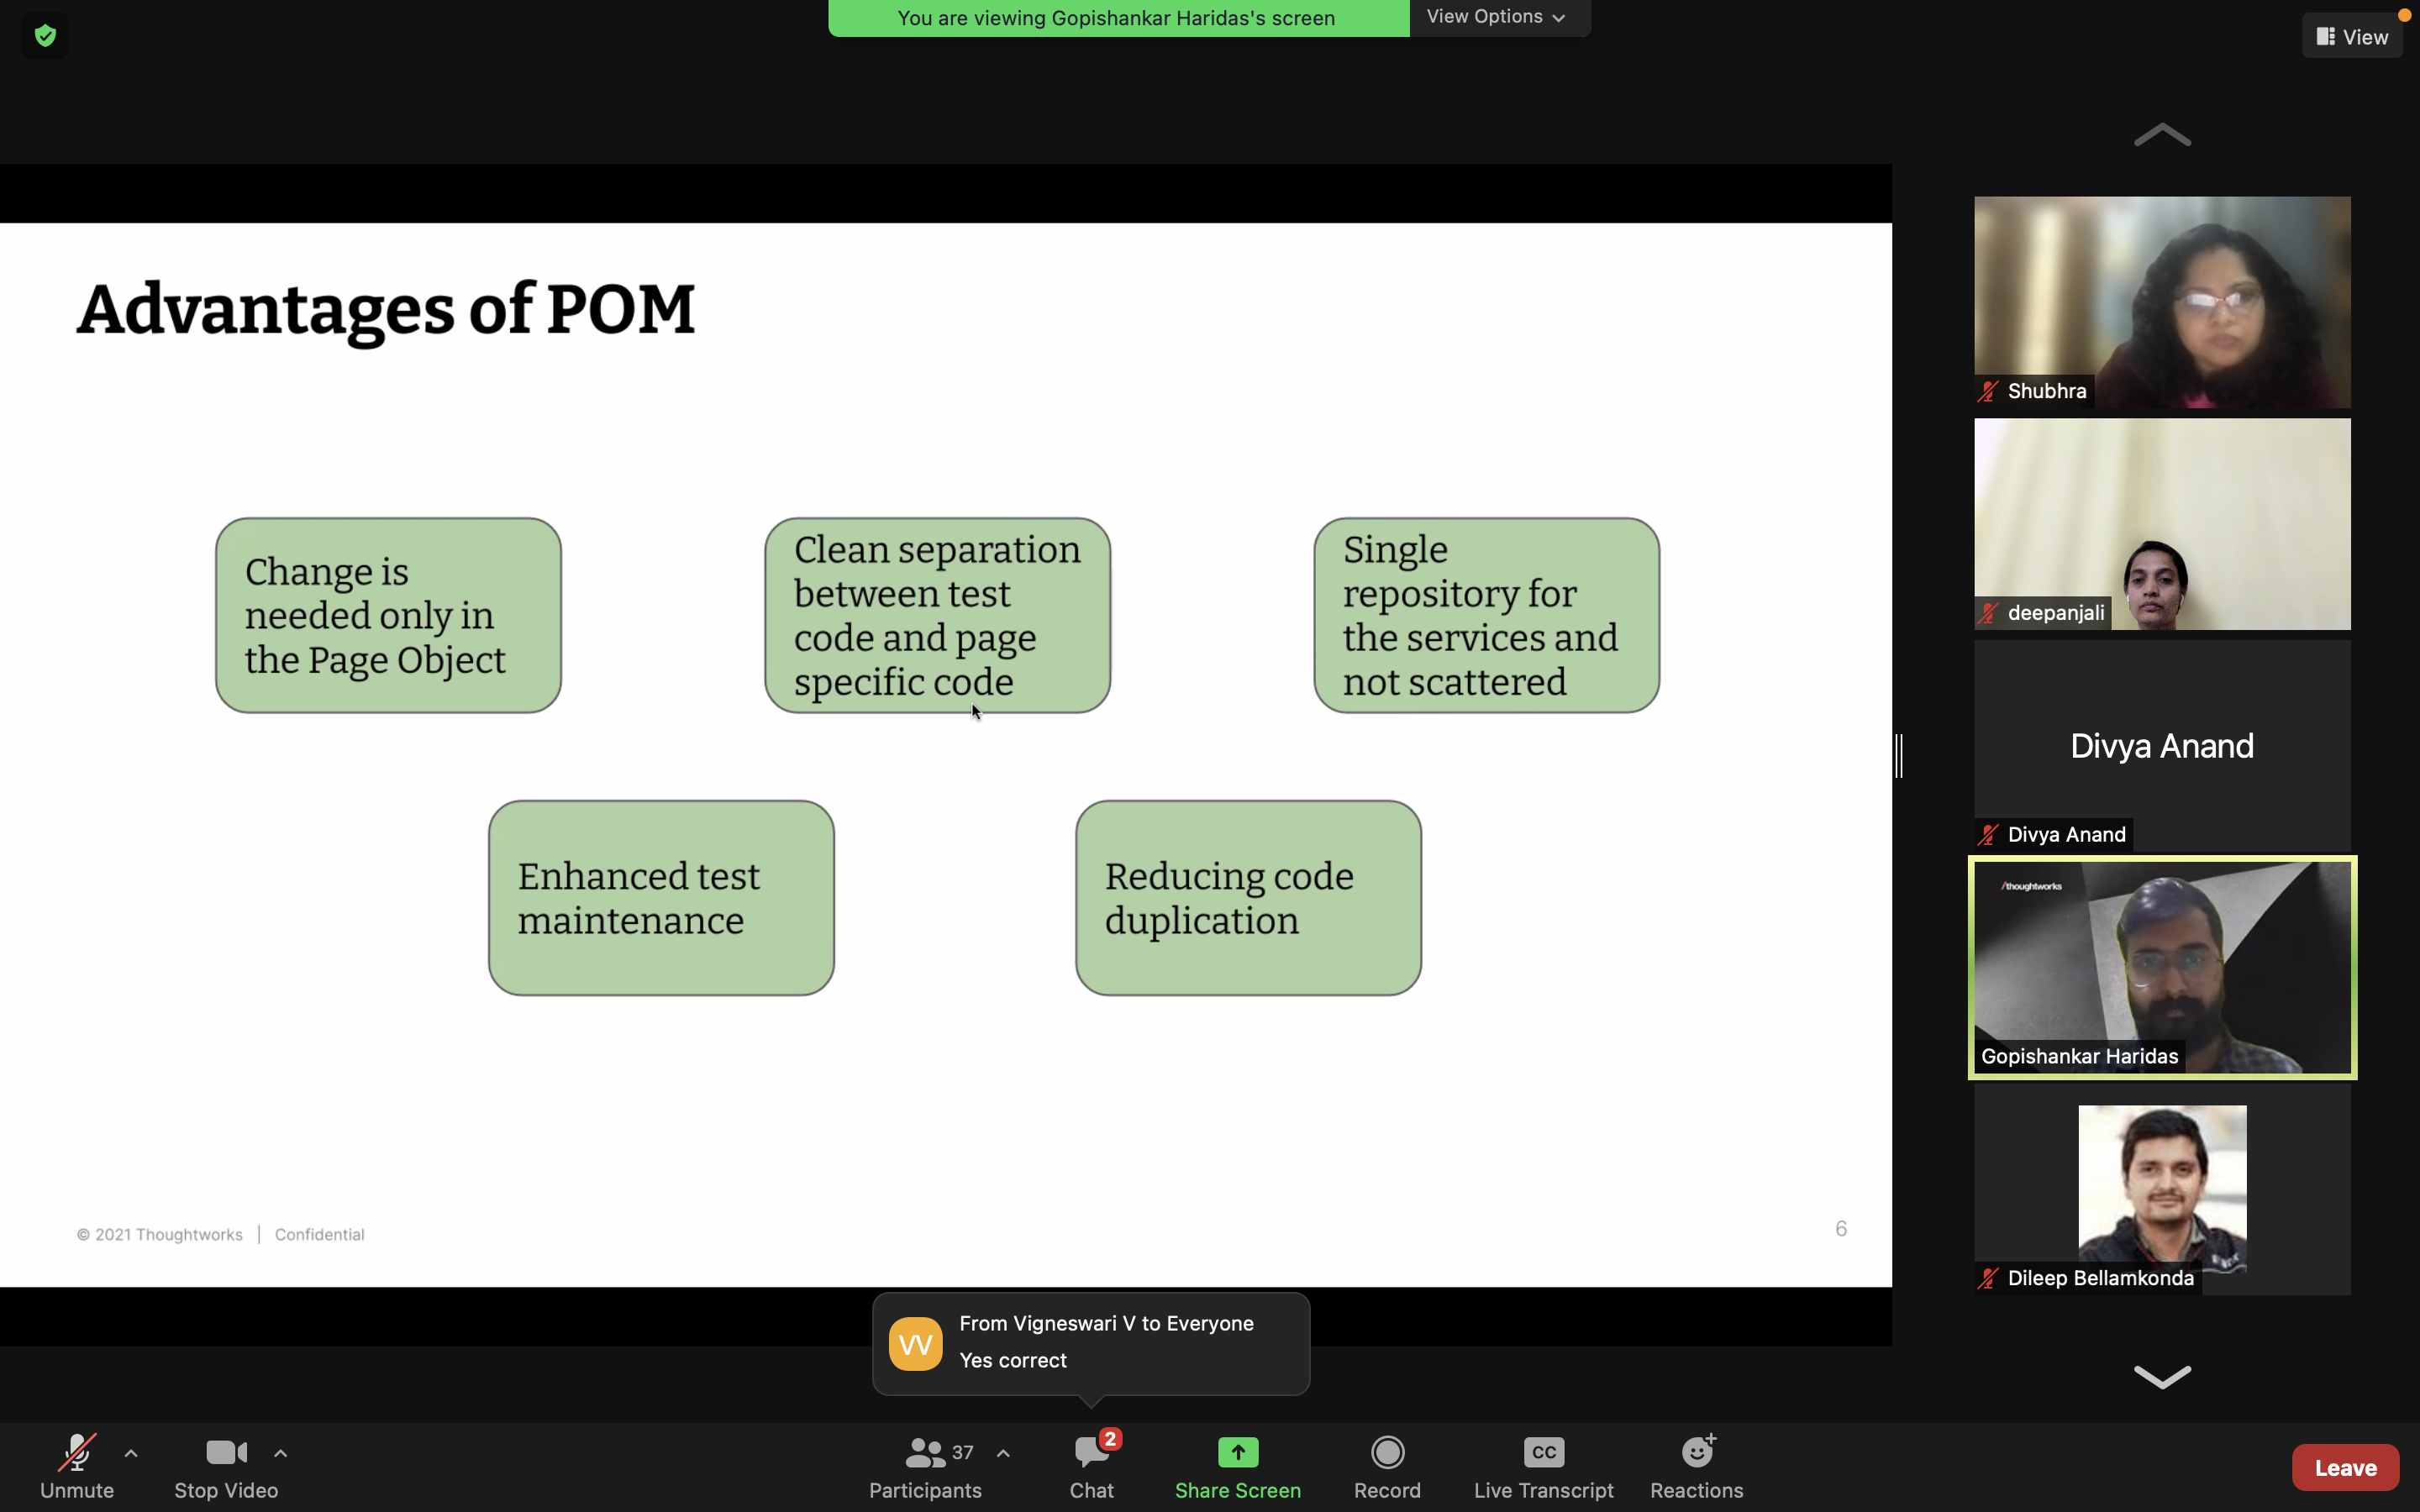 You are viewing Gopishankar Haridas's screen
View Options
View
Advantages of POM
Change is
needed only in
the Page Object
Clean separation
between test
code and page
specific code
Single
repository for
the services and
not scattered
Enhanced test
maintenance
Reducing code
duplication
© 2021 Thoughtworks | Confidential
6
Shubhra
deepanjali
Divya Anand
Divya Anand
/thoughtworks
Gopishankar Haridas
Dileep Bellamkonda
VV
From Vigneswari V to Everyone
Yes correct
Unmute
Stop Video
37
Participants
2
Chat
Share Screen
Record
CC
Live Transcript
Reactions
Leave